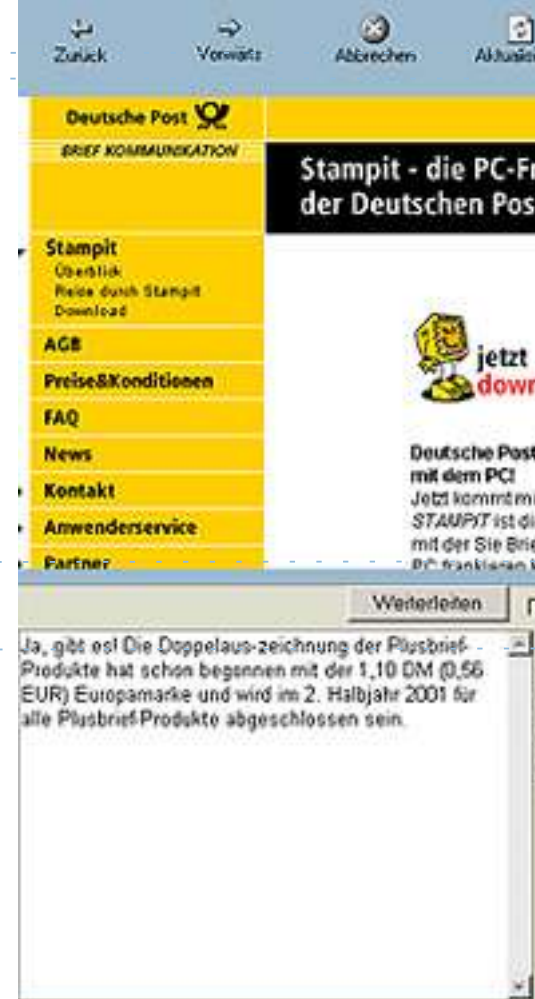 Zurück
Vorwärts
Abbrechen
Aktualis
Deutsche Post
BRIEF KOMMUNIKATION
Stampit - die PC-Fr
der Deutschen Pos
Stampit
Überblick
Reise durch Stampit
Download
AGB
Preise&Konditionen
FAQ
News
Kontakt
Anwenderservice
Partner
jetzt
down
Deutsche Post
mit dem PC!
Jetzt kommt mi
STAMPIT ist di
mit der Sie Brie
PC frankieren k
Weiterleiten
Ja, gibt es! Die Doppelaus-zeichnung der Plusbrief-
Produkte hat schon begonnen mit der 1,10 DM (0,56
EUR) Europamarke und wird im 2. Halbjahr 2001 für
alle Plusbrief-Produkte abgeschlossen sein.